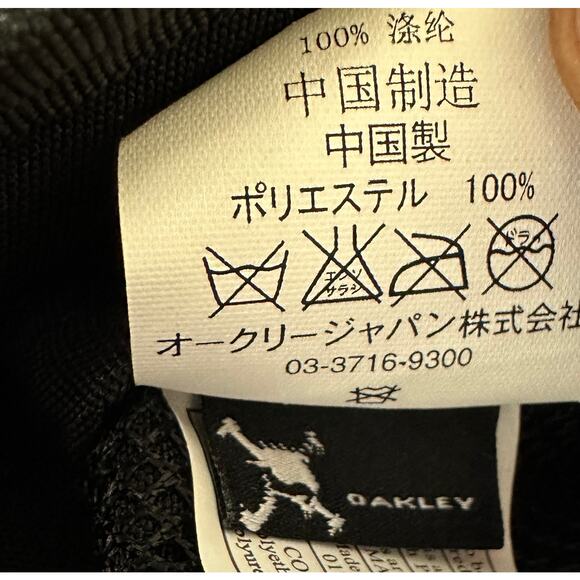 100% 涤纶
中国制造
中国製
ポリエステル 100%
エンソ
サラシ
ドライ
オークリージャパン株式会社
03-3716-9300
OAKLEY